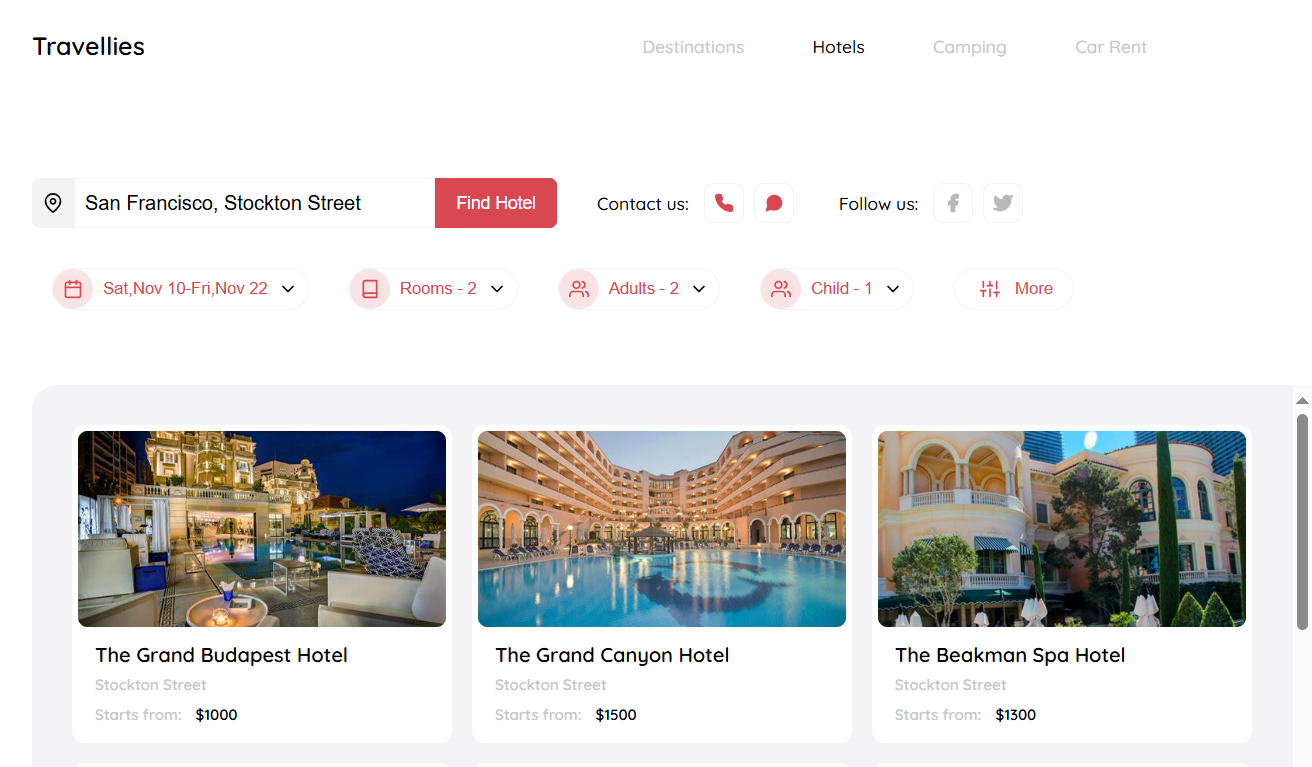 Travellies
Destinations
Hotels
Camping
Car Rent
San Francisco, Stockton Street
Find Hotel
Contact us:
Follow us:
Sat,Nov 10-Fri,Nov 22
Rooms - 2
Adults - 2
Child - 1
More
The Grand Budapest Hotel
Stockton Street
Starts from: $1000
The Grand Canyon Hotel
Stockton Street
Starts from: $1500
The Beakman Spa Hotel
Stockton Street
Starts from: $1300